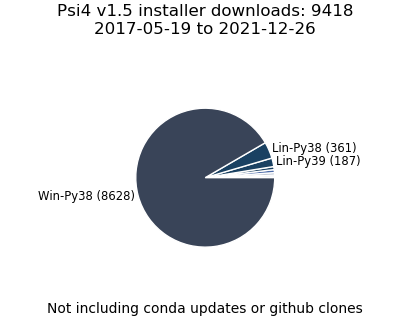 Psi4 v1.5 installer downloads: 9418
2017-05-19 to 2021-12-26
Lin-Py38 (361)
Lin-Py39 (187)
Win-Py38 (8628)
Not including conda updates or github clones